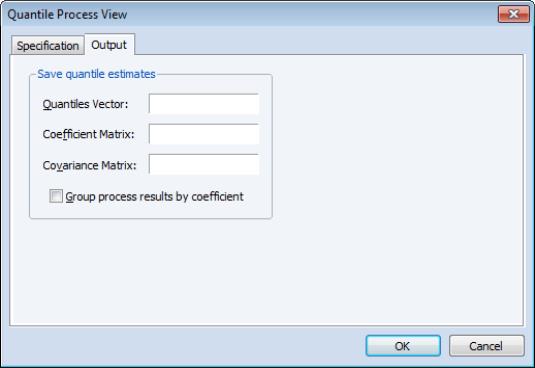 Quantile Process View
Specification Output
Save quantile estimates
Quantiles Vector:
Coefficient Matrix:
Covariance Matrix:
Group process results by coefficient
OK Cancel